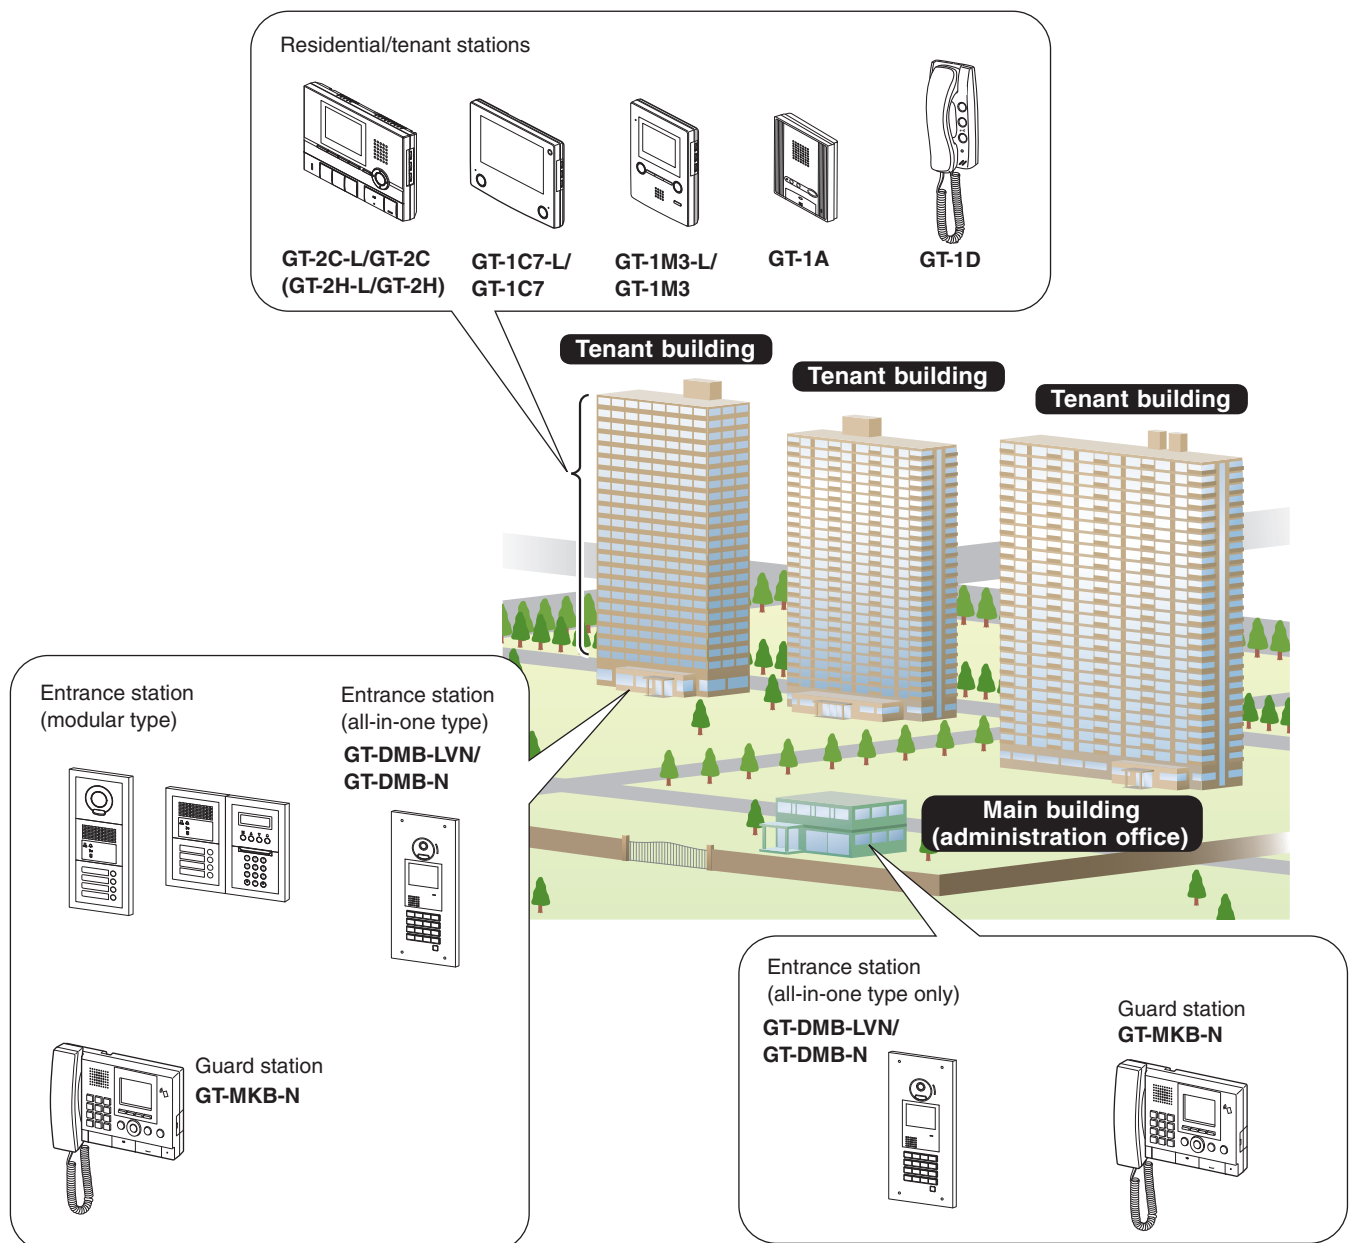 Residential/tenant stations
GT-2C-L/GT-2C
(GT-2H-L/GT-2H)
GT-1C7-L/
GT-1C7
GT-1M3-L/
GT-1M3
GT-1A
GT-1D
Tenant building
Tenant building
Tenant building
Entrance station
(modular type)
Entrance station
(all-in-one type)
GT-DMB-LVN/
GT-DMB-N
Guard station
GT-MKB-N
Main building
(administration office)
Entrance station
(all-in-one type only)
GT-DMB-LVN/
GT-DMB-N
Guard station
GT-MKB-N